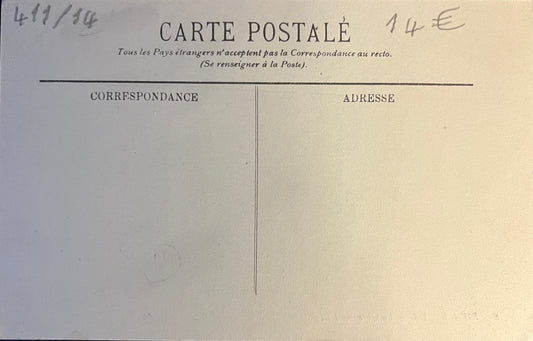 411/14
14€
CARTE POSTALE
Tous les Pays étrangers n'acceptent pas la Correspondance au recto.
(Se renseigner à la Poste).
CORRESPONDANCE
ADRESSE